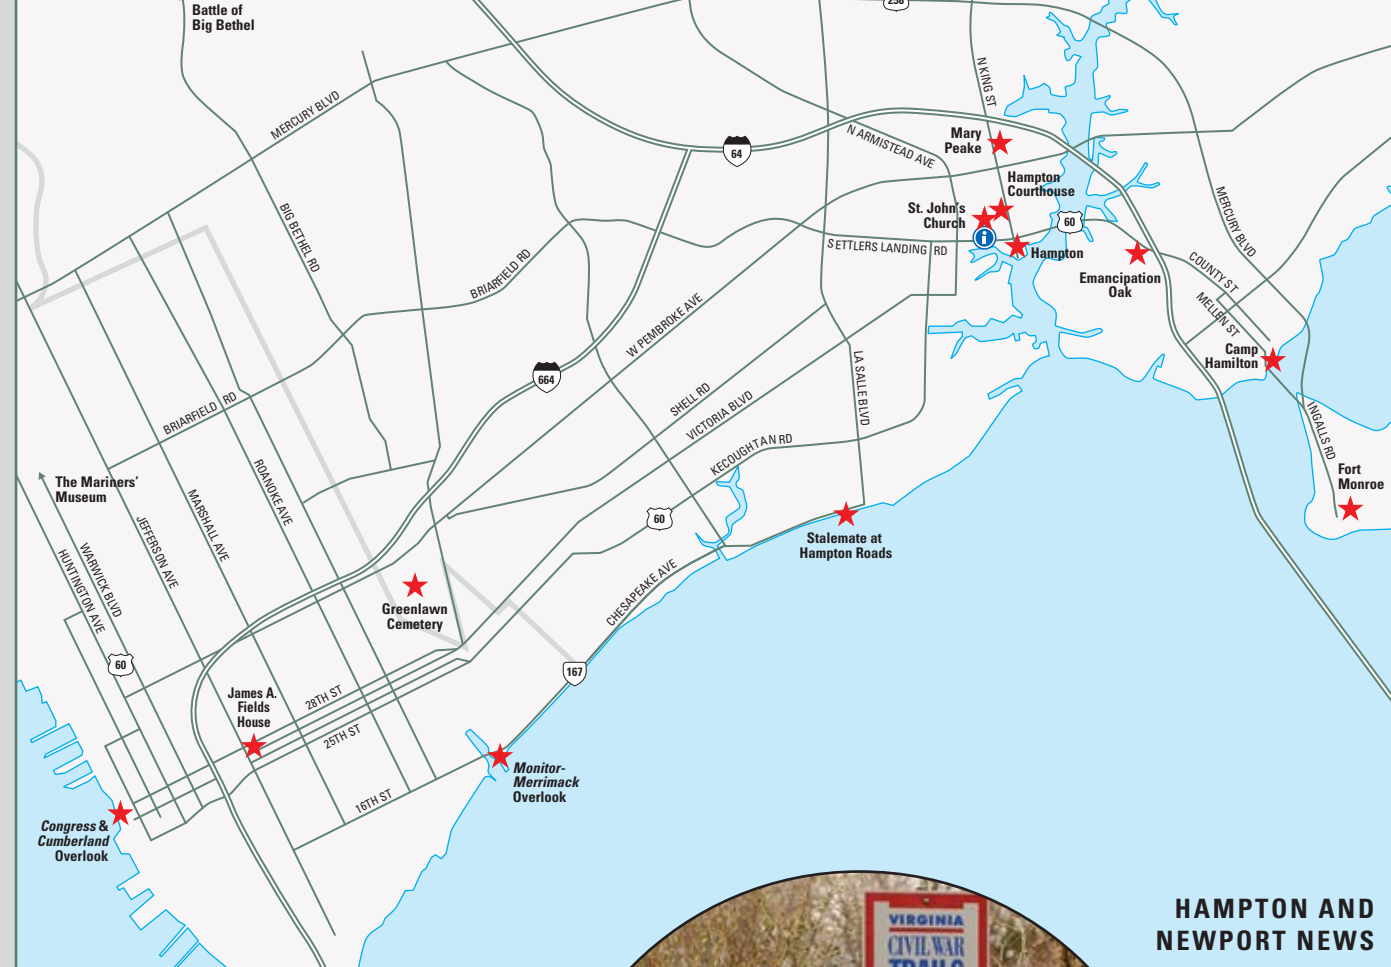 Battle of
Big Bethel
258
N KING ST
MERCURY BLVD
64
N ARMISTEAD AVE
Mary
Peake
Hampton
Courthouse
St. John's
Church
60
i
Hampton
SETTLERS LANDING RD
Emancipation
Oak
MERCURY BLVD
COUNTY ST
MELLEN ST
Camp
Hamilton
INGALLS RD
Fort
Monroe
BIG BETHEL RD
BRIARFIELD RD
W PEMBROKE AVE
664
SHELL RD
VICTORIA BLVD
LA SALLE BLVD
KECOUGHTAN RD
BRIARFIELD RD
ROANOKE AVE
The Mariners'
Museum
MARSHALL AVE
JEFFERSON AVE
WARWICK BLVD
HUNTINGTON AVE
60
Stalemate at
Hampton Roads
Greenlawn
Cemetery
CHESAPEAKE AVE
60
167
James A.
Fields
House
28TH ST
25TH ST
16TH ST
Monitor-
Merrimack
Overlook
Congress &
Cumberland
Overlook
VIRGINIA
CIVIL WAR
TRAILS
HAMPTON AND
NEWPORT NEWS